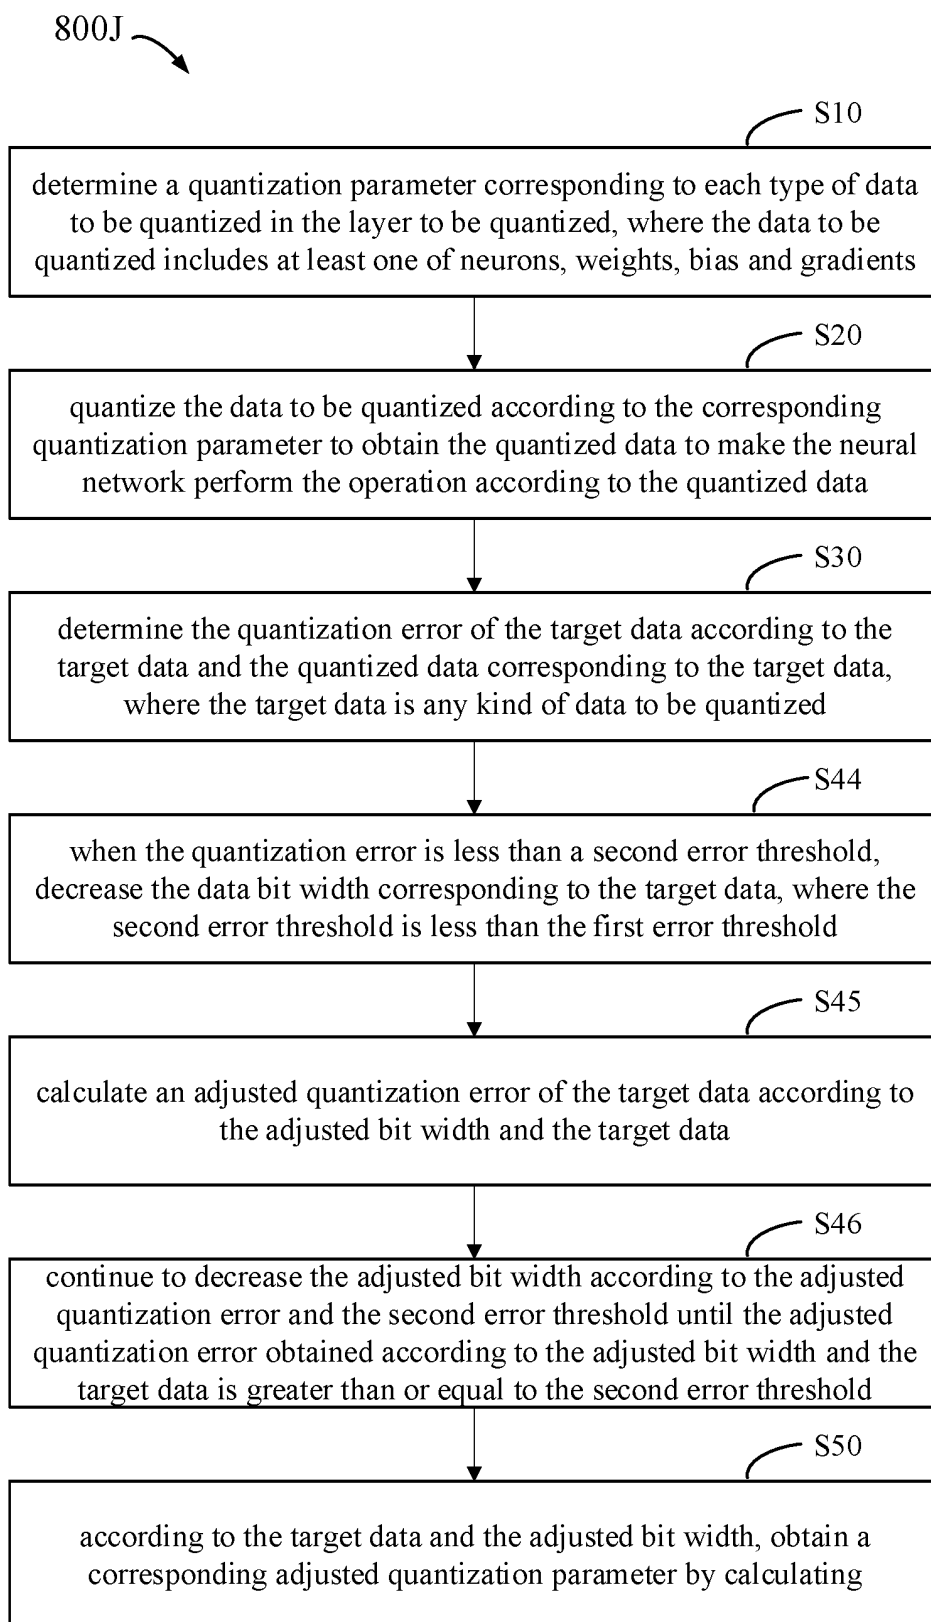 800J
S10
determine a quantization parameter corresponding to each type of data
to be quantized in the layer to be quantized, where the data to be
quantized includes at least one of neurons, weights, bias and gradients
S20
quantize the data to be quantized according to the corresponding
quantization parameter to obtain the quantized data to make the neural
network perform the operation according to the quantized data
S30
determine the quantization error of the target data according to the
target data and the quantized data corresponding to the target data,
where the target data is any kind of data to be quantized
S44
when the quantization error is less than a second error threshold,
decrease the data bit width corresponding to the target data, where the
second error threshold is less than the first error threshold
S45
calculate an adjusted quantization error of the target data according to
the adjusted bit width and the target data
S46
continue to decrease the adjusted bit width according to the adjusted
quantization error and the second error threshold until the adjusted
quantization error obtained according to the adjusted bit width and the
target data is greater than or equal to the second error threshold
S50
according to the target data and the adjusted bit width, obtain a
corresponding adjusted quantization parameter by calculating